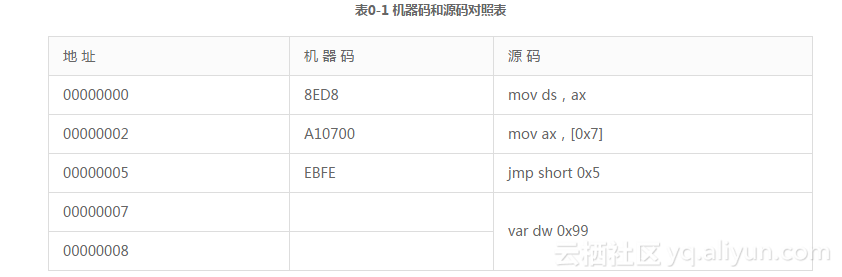 表0-1 机器码和源码对照表
地 址 机 器 码 源 码
00000000 8ED8 mov ds，ax
00000002 A10700 mov ax，[0x7]
00000005 EBFE jmp short 0x5
00000007
var dw 0x99
00000008
云栖社区 yq.aliyun.com